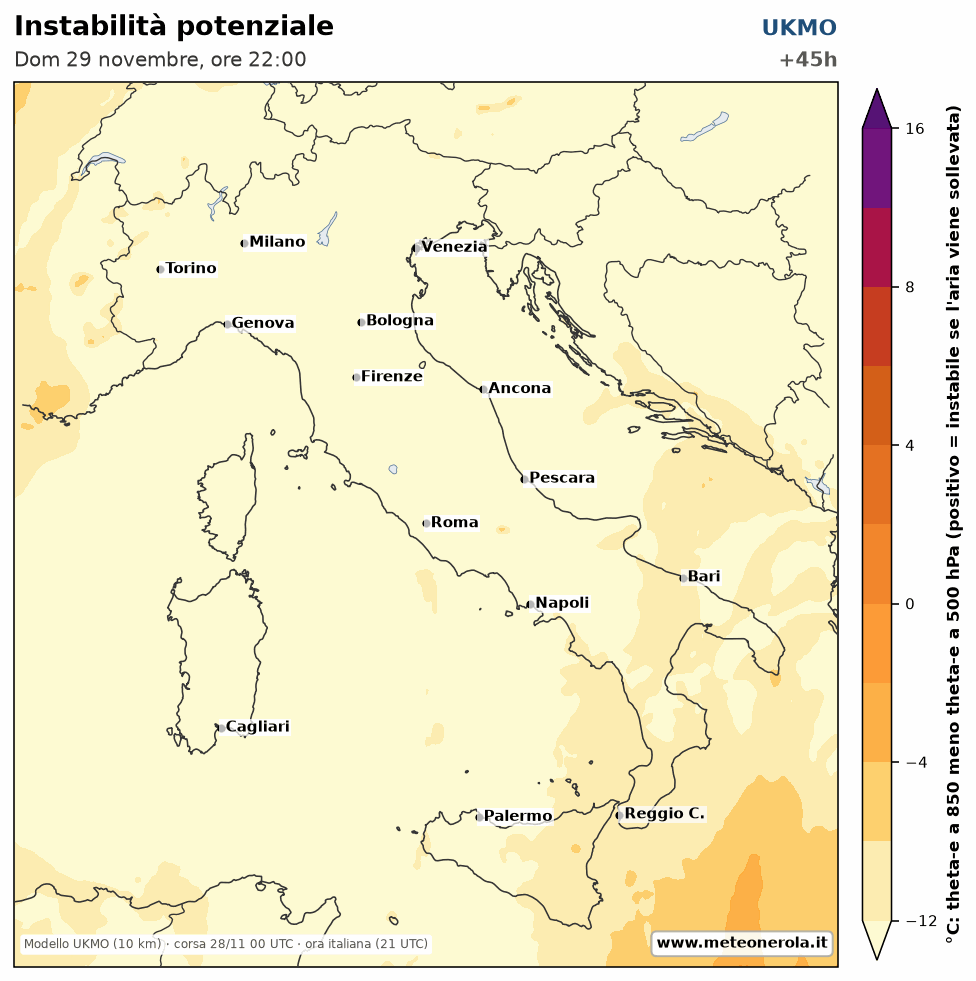 Instabilità potenziale
UKMO
Dom 29 novembre, ore 22:00
+45h
Milano
Venezia
Torino
Genova
Bologna
Firenze
Ancona
Pescara
Roma
Bari
Napoli
Cagliari
Palermo
Reggio C.
Modello UKMO (10 km) · corsa 28/11 00 UTC · ora italiana (21 UTC)
www.meteonerola.it
16
8
4
0
−4
−12
°C: theta-e a 850 meno theta-e a 500 hPa (positivo = instabile se l'aria viene sollevata)